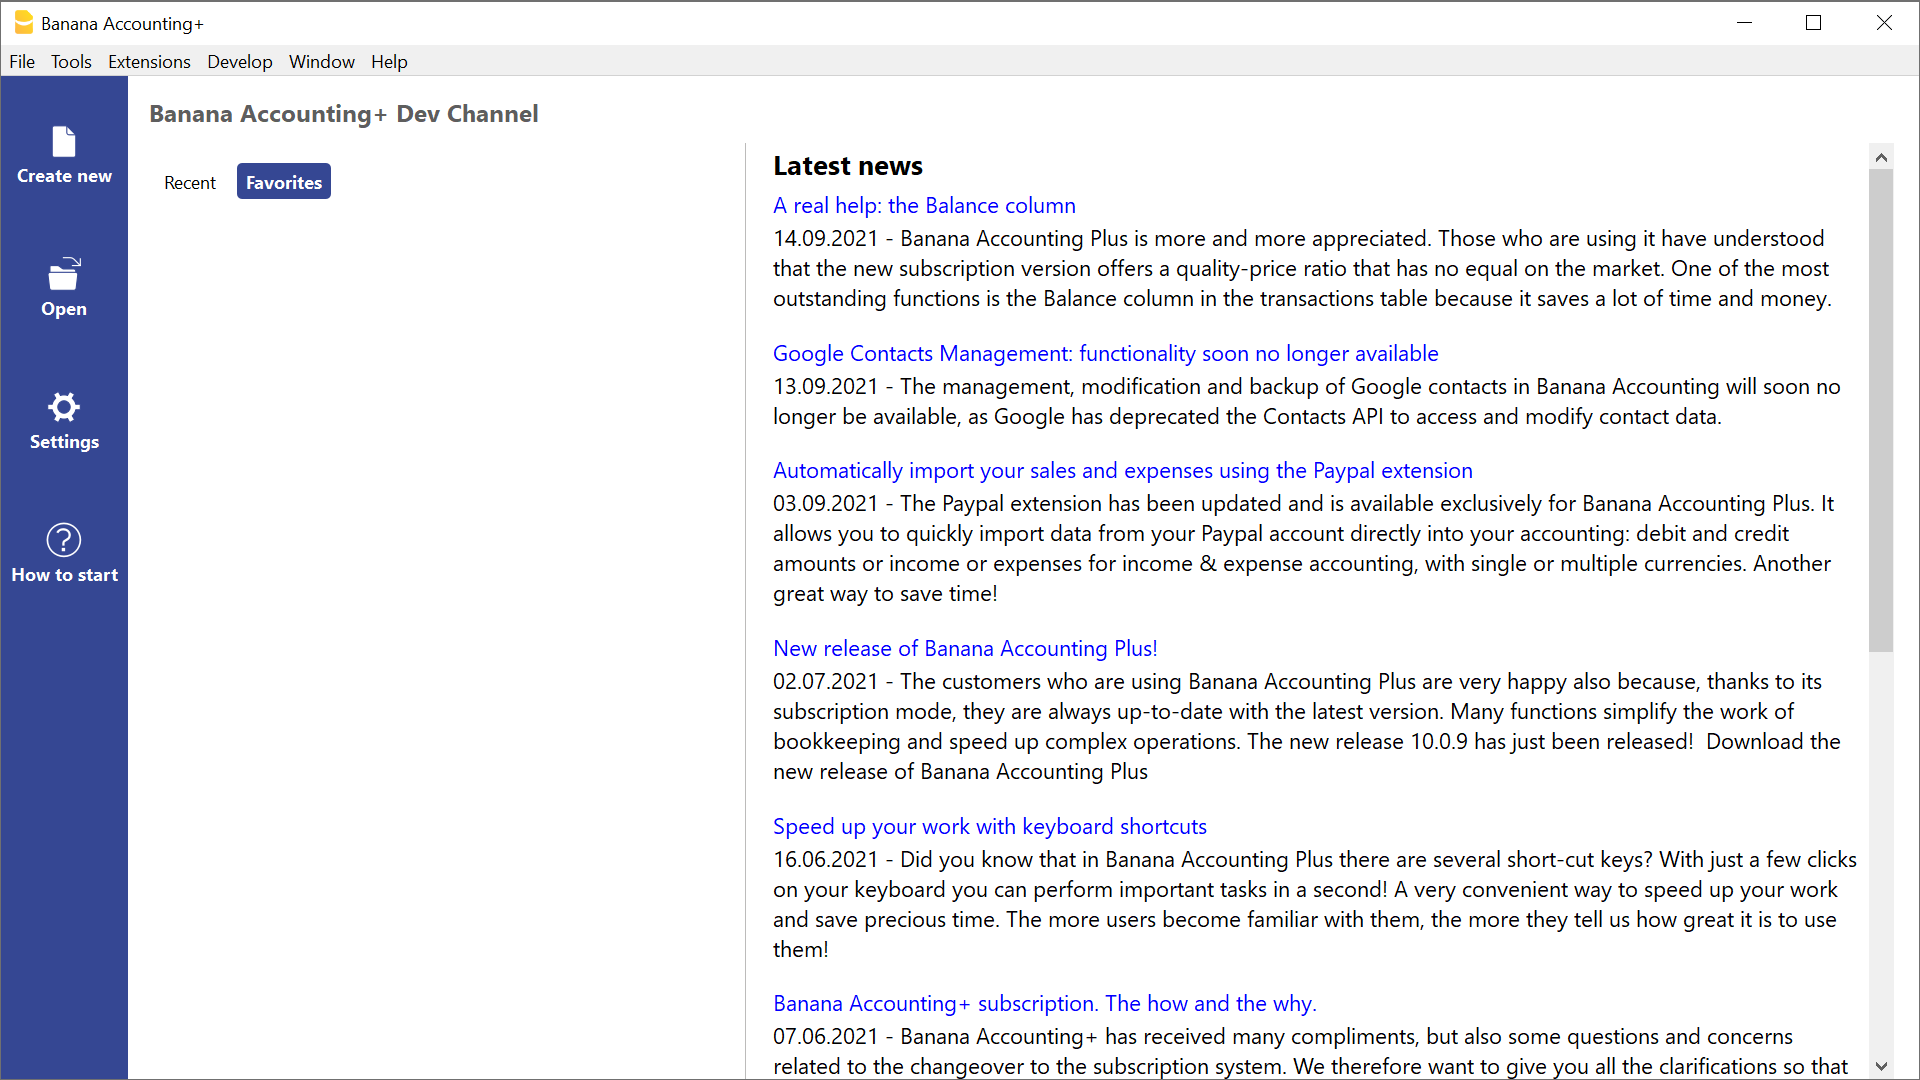 Banana Accounting+
File Tools Extensions Develop Window Help
Create new
Open
Settings
?
How to start
Banana Accounting+ Dev Channel
Recent Favorites
Latest news
A real help: the Balance column
14.09.2021 - Banana Accounting Plus is more and more appreciated. Those who are using it have understood
that the new subscription version offers a quality-price ratio that has no equal on the market. One of the most
outstanding functions is the Balance column in the transactions table because it saves a lot of time and money.
Google Contacts Management: functionality soon no longer available
13.09.2021 - The management, modification and backup of Google contacts in Banana Accounting will soon no
longer be available, as Google has deprecated the Contacts API to access and modify contact data.
Automatically import your sales and expenses using the Paypal extension
03.09.2021 - The Paypal extension has been updated and is available exclusively for Banana Accounting Plus. It
allows you to quickly import data from your Paypal account directly into your accounting: debit and credit
amounts or income or expenses for income & expense accounting, with single or multiple currencies. Another
great way to save time!
New release of Banana Accounting Plus!
02.07.2021 - The customers who are using Banana Accounting Plus are very happy also because, thanks to its
subscription mode, they are always up-to-date with the latest version. Many functions simplify the work of
bookkeeping and speed up complex operations. The new release 10.0.9 has just been released!  Download the
new release of Banana Accounting Plus
Speed up your work with keyboard shortcuts
16.06.2021 - Did you know that in Banana Accounting Plus there are several short-cut keys? With just a few clicks
on your keyboard you can perform important tasks in a second! A very convenient way to speed up your work
and save precious time. The more users become familiar with them, the more they tell us how great it is to use
them!
Banana Accounting+ subscription. The how and the why.
07.06.2021 - Banana Accounting+ has received many compliments, but also some questions and concerns
related to the changeover to the subscription system. We therefore want to give you all the clarifications so that